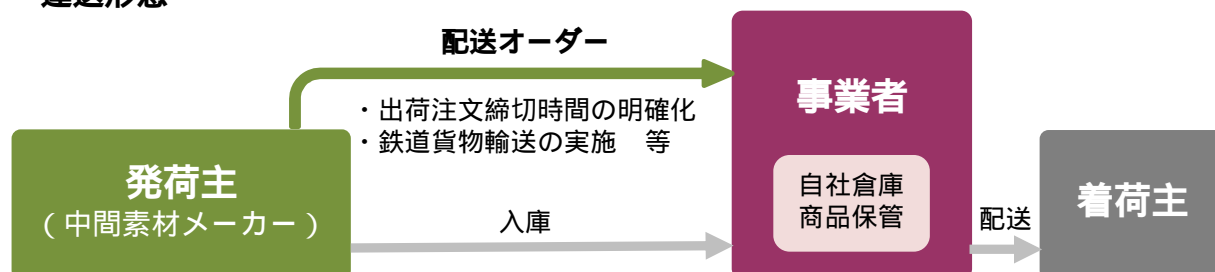 運送形態
配送オーダー
・出荷注文締切時間の明確化
・鉄道貨物輸送の実施　等
発荷主
（中間素材メーカー）
入庫
事業者
自社倉庫
商品保管
配送
着荷主